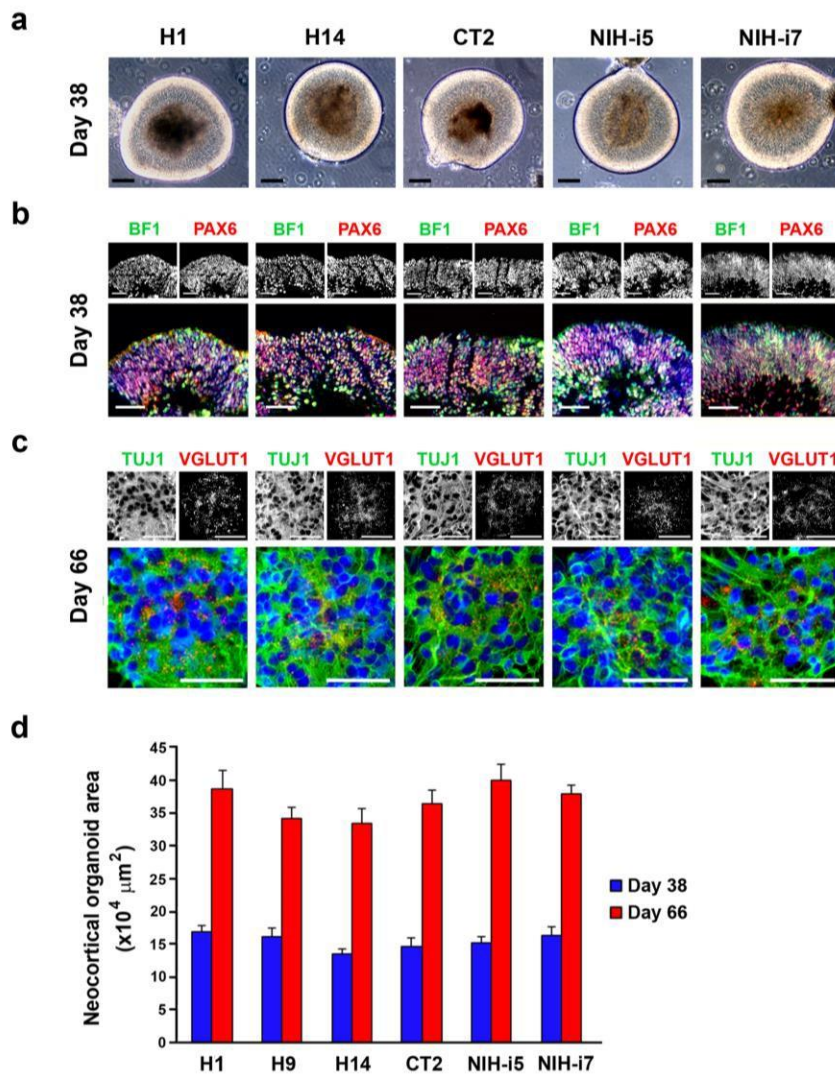 a
H1 H14 CT2 NIH-i5 NIH-i7
Day 38
b
BF1 PAX6 BF1 PAX6 BF1 PAX6 BF1 PAX6 BF1 PAX6
Day 38
c
TUJ1 VGLUT1 TUJ1 VGLUT1 TUJ1 VGLUT1 TUJ1 VGLUT1 TUJ1 VGLUT1
Day 66
d
Neocortical organoid area
(x10⁴ μm²)
45
40
35
30
25
20
15
10
5
0
Day 38
Day 66
H1 H9 H14 CT2 NIH-i5 NIH-i7